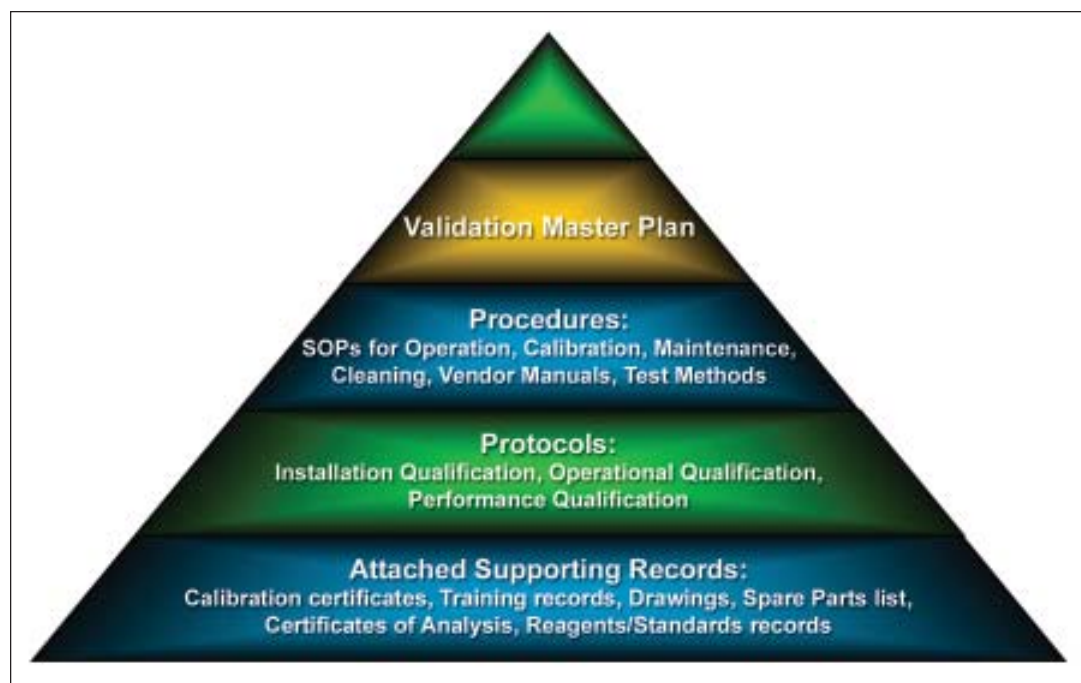 Validation Master Plan
Procedures:
SOPs for Operation, Calibration, Maintenance,
Cleaning, Vendor Manuals, Test Methods
Protocols:
Installation Qualification, Operational Qualification,
Performance Qualification
Attached Supporting Records:
Calibration certificates, Training records, Drawings, Spare Parts list,
Certificates of Analysis, Reagents/Standards records